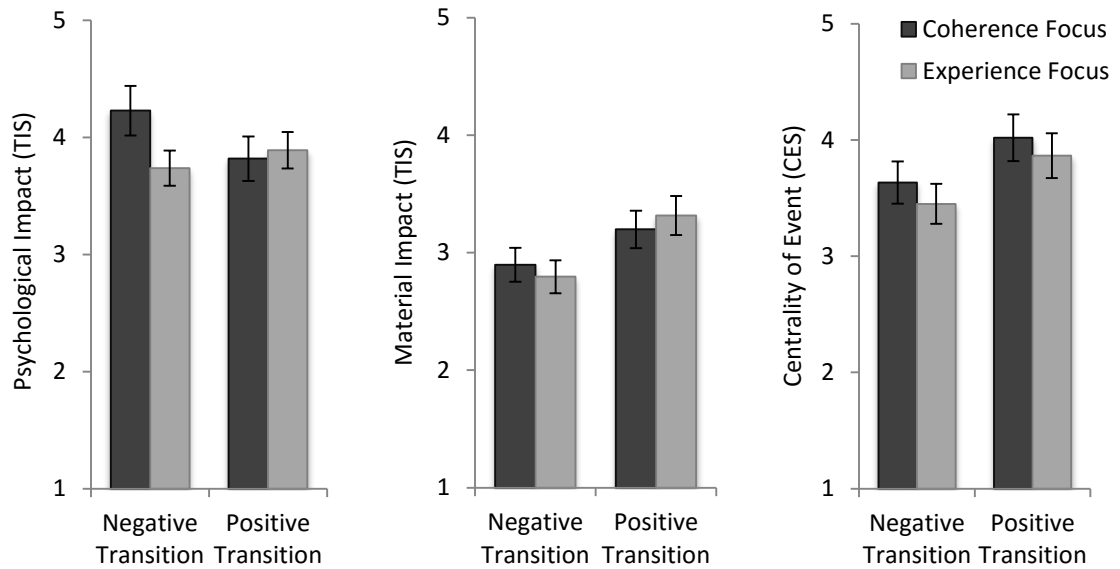 Psychological Impact (TIS)
5
4
3
2
1
Negative Positive
Transition Transition
Material Impact (TIS)
5
4
3
2
1
Negative Positive
Transition Transition
Centrality of Event (CES)
5
4
3
2
1
Negative Positive
Transition Transition
Coherence Focus
Experience Focus